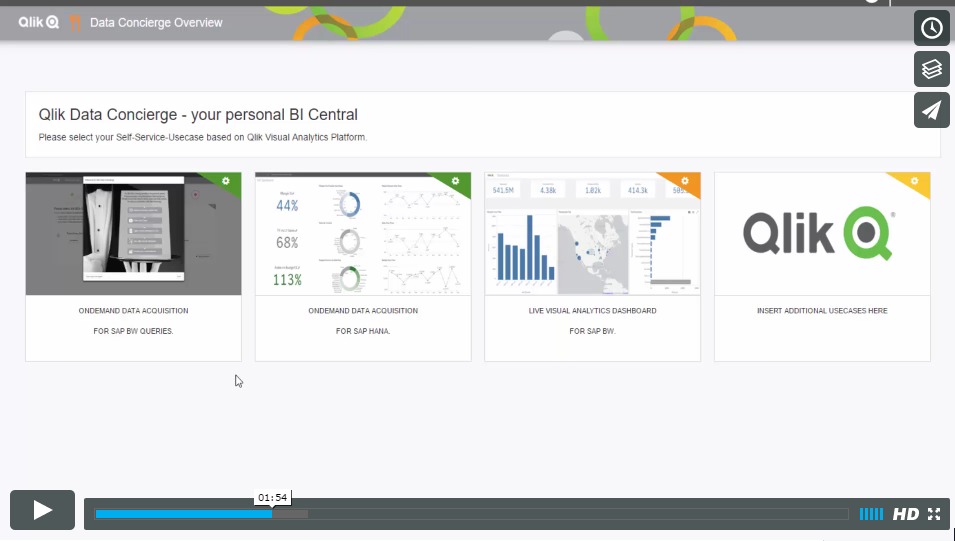 Qlik Data Concierge Overview
Qlik Data Concierge - your personal BI Central
Please select your Self-Service-Usecase based on Qlik Visual Analytics Platform.
44%
68%
113%
541.5M 4.38k 1.02k 414.3k
Qlik
ONDEMAND DATA ACQUISITION
FOR SAP BW QUERIES.
ONDEMAND DATA ACQUISITION
FOR SAP HANA.
LIVE VISUAL ANALYTICS DASHBOARD
FOR SAP BW.
INSERT ADDITIONAL USECASES HERE
01:54
HD